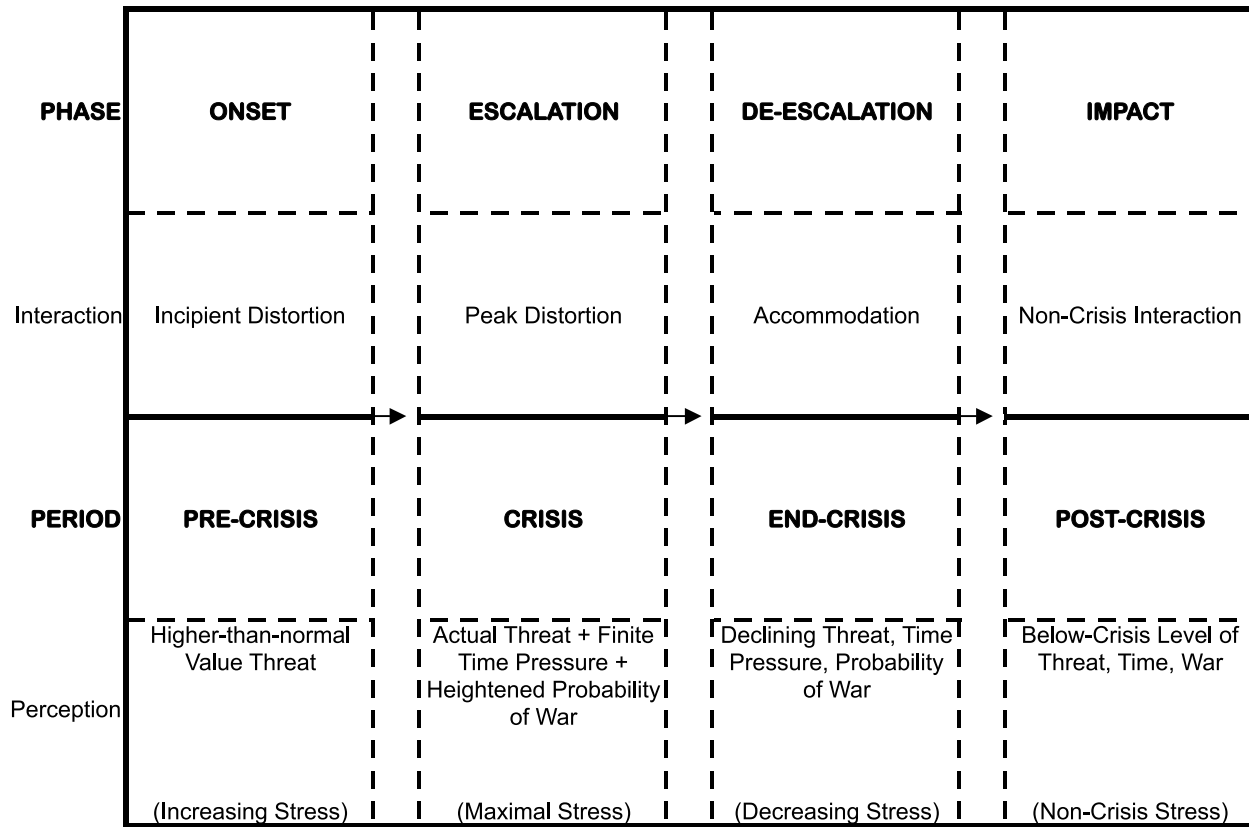 PHASE ONSET ESCALATION DE-ESCALATION IMPACT
Interaction Incipient Distortion Peak Distortion Accommodation Non-Crisis Interaction
PERIOD PRE-CRISIS CRISIS END-CRISIS POST-CRISIS
Perception
Higher-than-normal
Value Threat
(Increasing Stress)
Actual Threat + Finite
Time Pressure +
Heightened Probability
of War
(Maximal Stress)
Declining Threat, Time
Pressure, Probability
of War
(Decreasing Stress)
Below-Crisis Level of
Threat, Time, War
(Non-Crisis Stress)